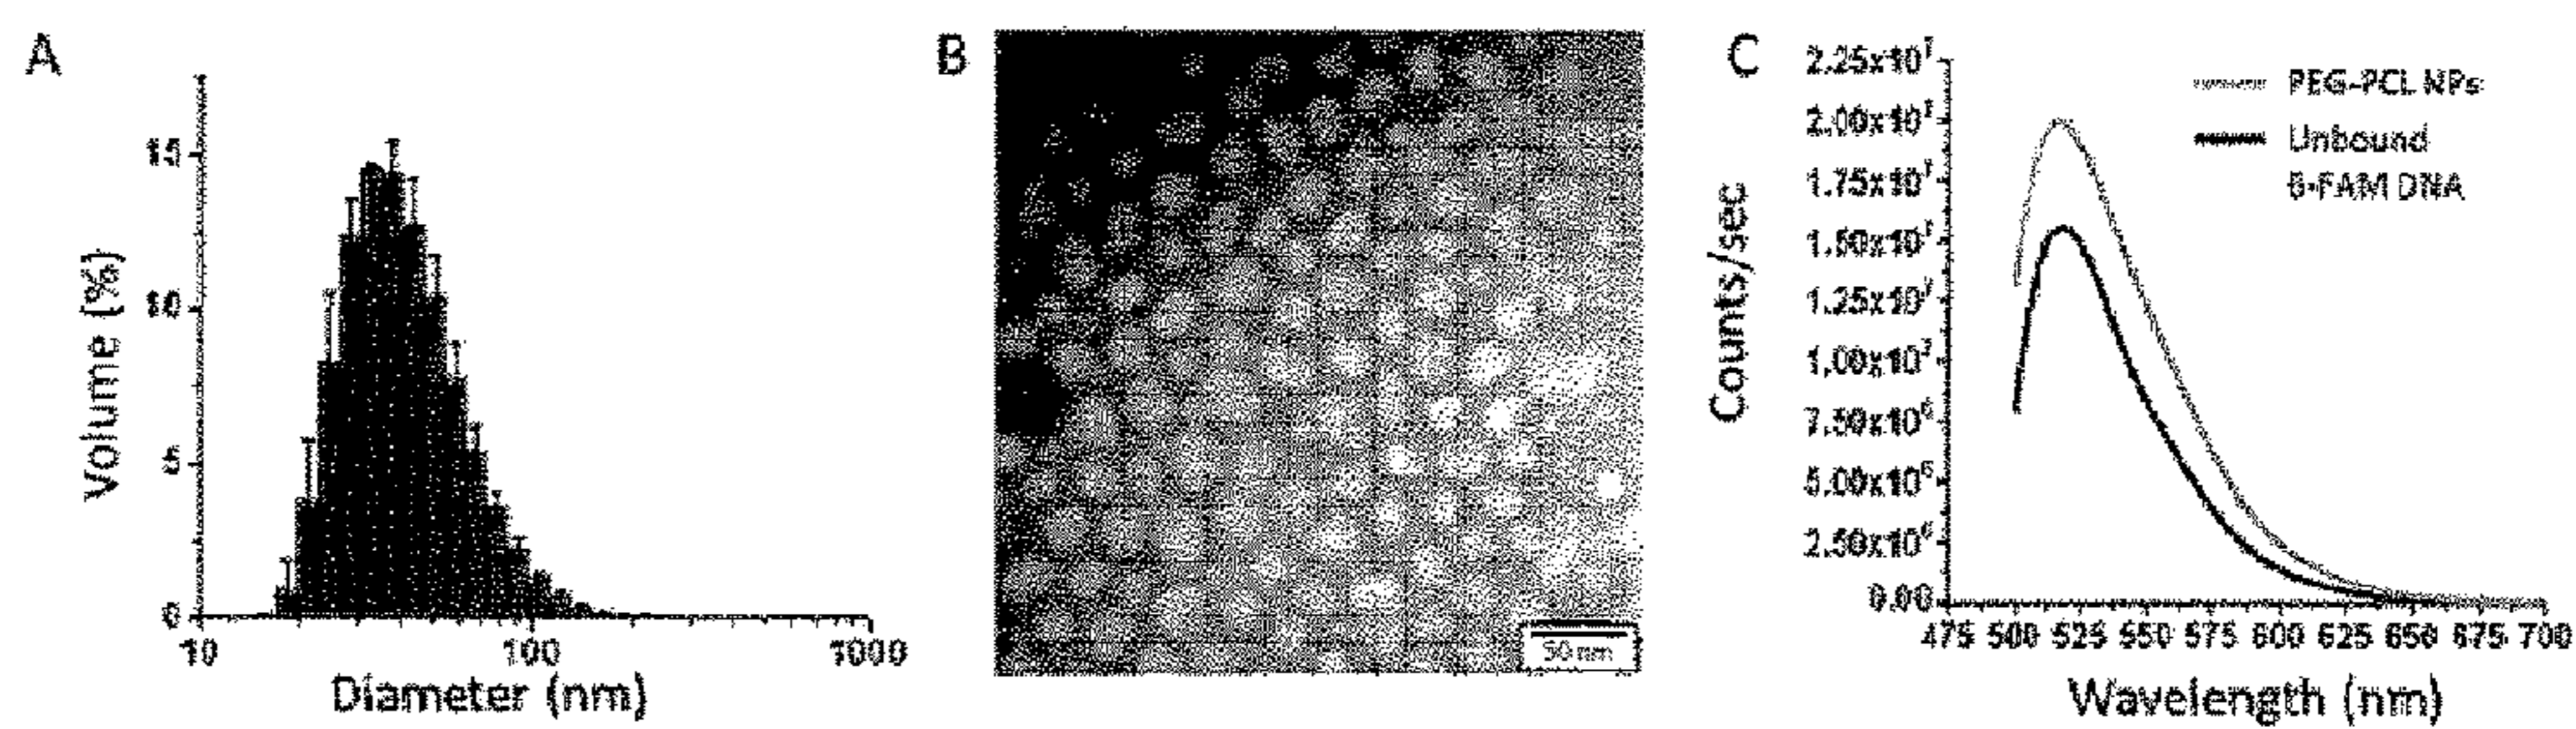 A
15
10
5
0
Volume (%)
10 100 1000
Diameter (nm)
B
50 nm
C
2.25x10⁷
2.00x10⁷
1.75x10⁷
1.50x10⁷
1.25x10⁷
1.00x10⁷
7.50x10⁶
5.00x10⁶
2.50x10⁶
0.00
Counts/sec
475 500 525 550 575 600 625 650 675 700
Wavelength (nm)
PEG-PCL NPs
Unbound
6-FAM DNA